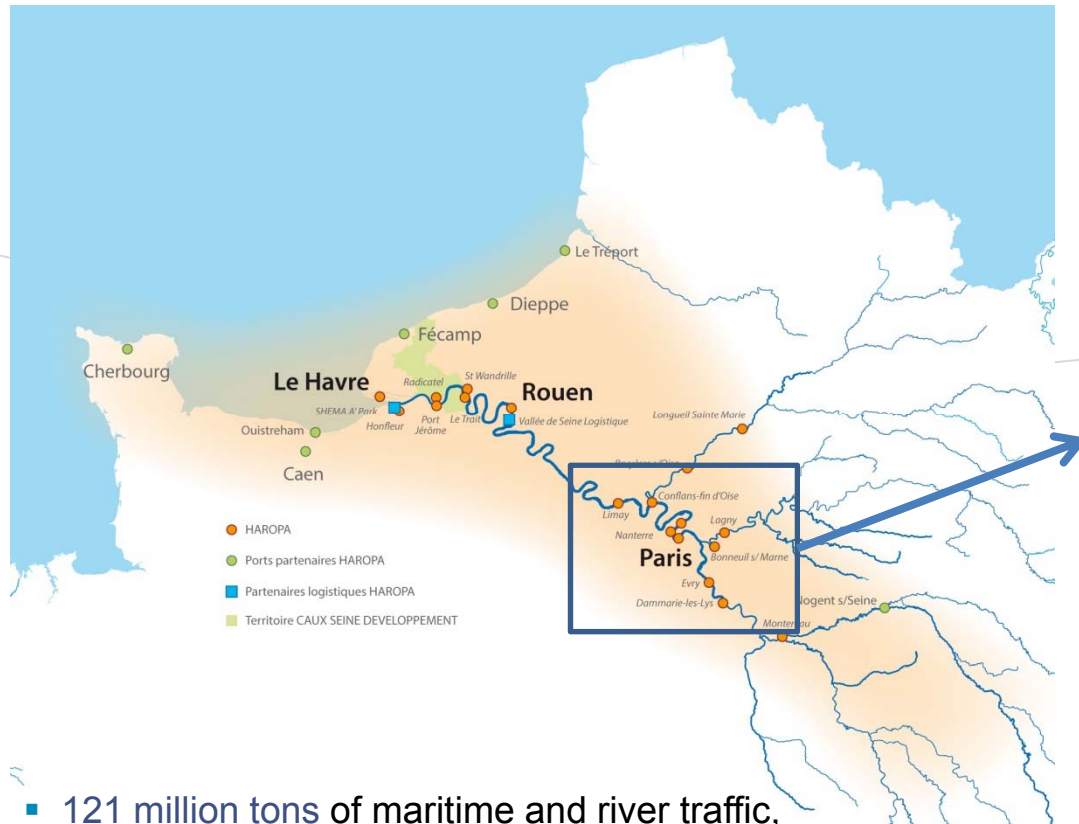 Le Tréport
Dieppe
Fécamp
Cherbourg
Le Havre
Radicatel
St Wandrille
Rouen
SHEMA A' Park
Honfleur
Port
Jérôme
Le Trait
Vallée de Seine Logistique
Longueil Sainte Marie
Ouistreham
Caen
Conflans-fin d'Oise
Limay
Lagny
Nanterre
Paris
Bonneuil s/ Marne
Evry
Dammarie-les-Lys
Nogent s/Seine
Montereau
HAROPA
Ports partenaires HAROPA
Partenaires logistiques HAROPA
Territoire CAUX SEINE DEVELOPPEMENT
▪ 121 million tons of maritime and river traffic,